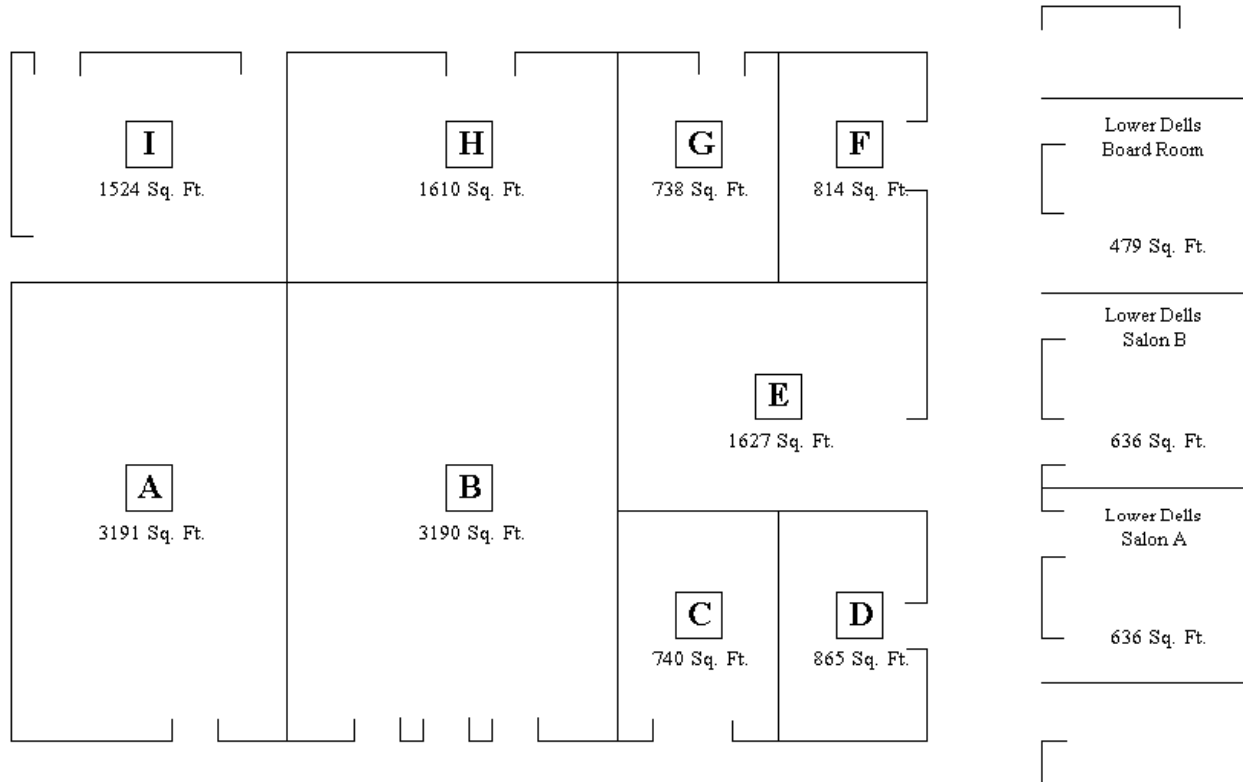 I
1524 Sq. Ft.
H
1610 Sq. Ft.
G
738 Sq. Ft.
F
814 Sq. Ft.
Lower Dells
Board Room
479 Sq. Ft.
Lower Dells
Salon B
636 Sq. Ft.
E
1627 Sq. Ft.
A
3191 Sq. Ft.
B
3190 Sq. Ft.
C
740 Sq. Ft.
D
865 Sq. Ft.
Lower Dells
Salon A
636 Sq. Ft.